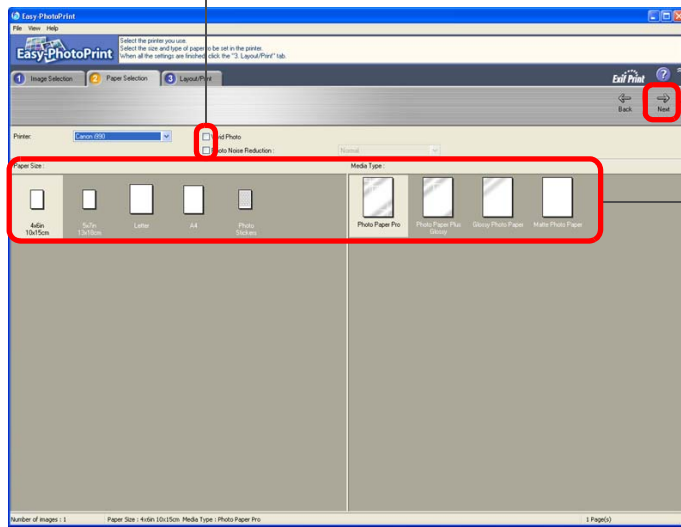 Easy-PhotoPrint
File View Help
Easy-PhotoPrint
Select the printer you use.
Select the size and type of paper to be set in the printer.
When all the settings are finished, click the "3. Layout/Print" tab.
1 Image Selection 2 Paper Selection 3 Layout/Print
Exif Print ?
Back Next
Printer: Canon i990 Vivid Photo
Photo Noise Reduction : Normal
Paper Size : Media Type :
4x6in 5x7in Letter A4 Photo
10x15cm 13x18cm Stickers
Photo Paper Pro Photo Paper Plus Glossy Photo Paper Matte Photo Paper
Glossy
Number of images : 1 Paper Size : 4x6in 10x15cm Media Type : Photo Paper Pro 1 Page(s)